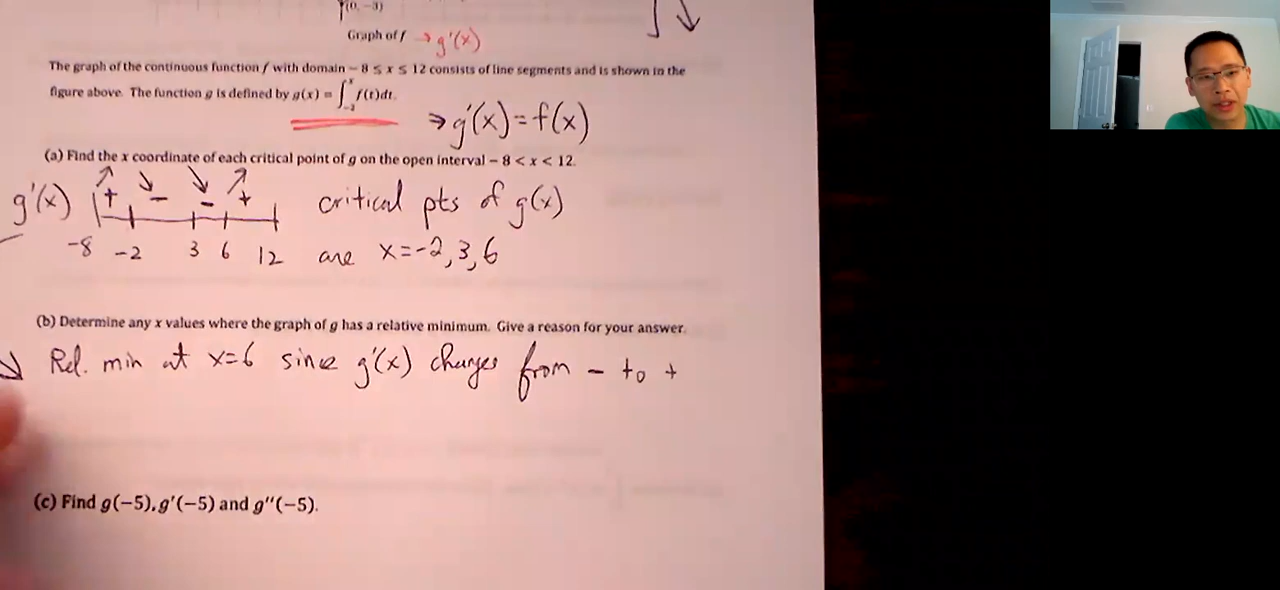 (0, -3)
Graph of f → g'(x)
The graph of the continuous function f with domain − 8 ≤ x ≤ 12 consists of line segments and is shown in the
figure above. The function g is defined by g(x) = ∫₋₂ˣ f(t)dt.
⇒ g'(x) = f(x)
(a) Find the x coordinate of each critical point of g on the open interval − 8 < x < 12.
g'(x) + − − + critical pts of g(x)
-8 -2 3 6 12 are x=-2,3,6
(b) Determine any x values where the graph of g has a relative minimum. Give a reason for your answer.
Rel. min at x=6 since g'(x) changes from − to +
(c) Find g(−5), g′(−5) and g″(−5).